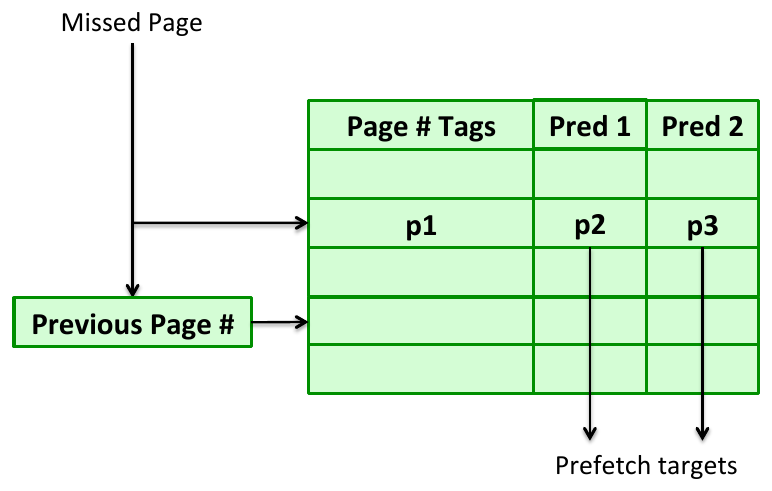 Missed Page
Page # Tags Pred 1 Pred 2
p1 p2 p3
Previous Page #
Prefetch targets